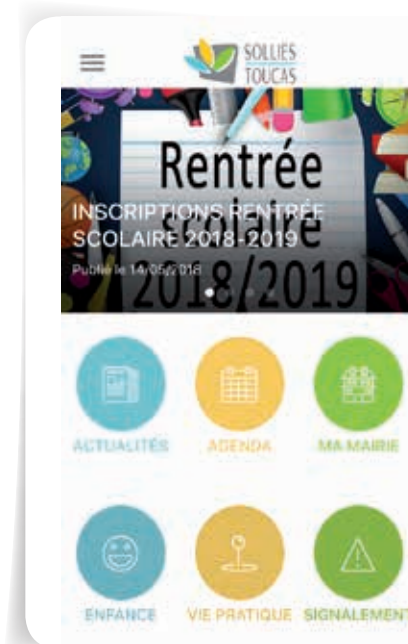 SOLLIÈS
TOUCAS
Rentrée
INSCRIPTIONS RENTRÉE
SCOLAIRE 2018-2019
Publié le 14/05/2018
2018/2019
ACTUALITÉS
AGENDA
MA MAIRIE
ENFANCE
VIE PRATIQUE
SIGNALEMENT